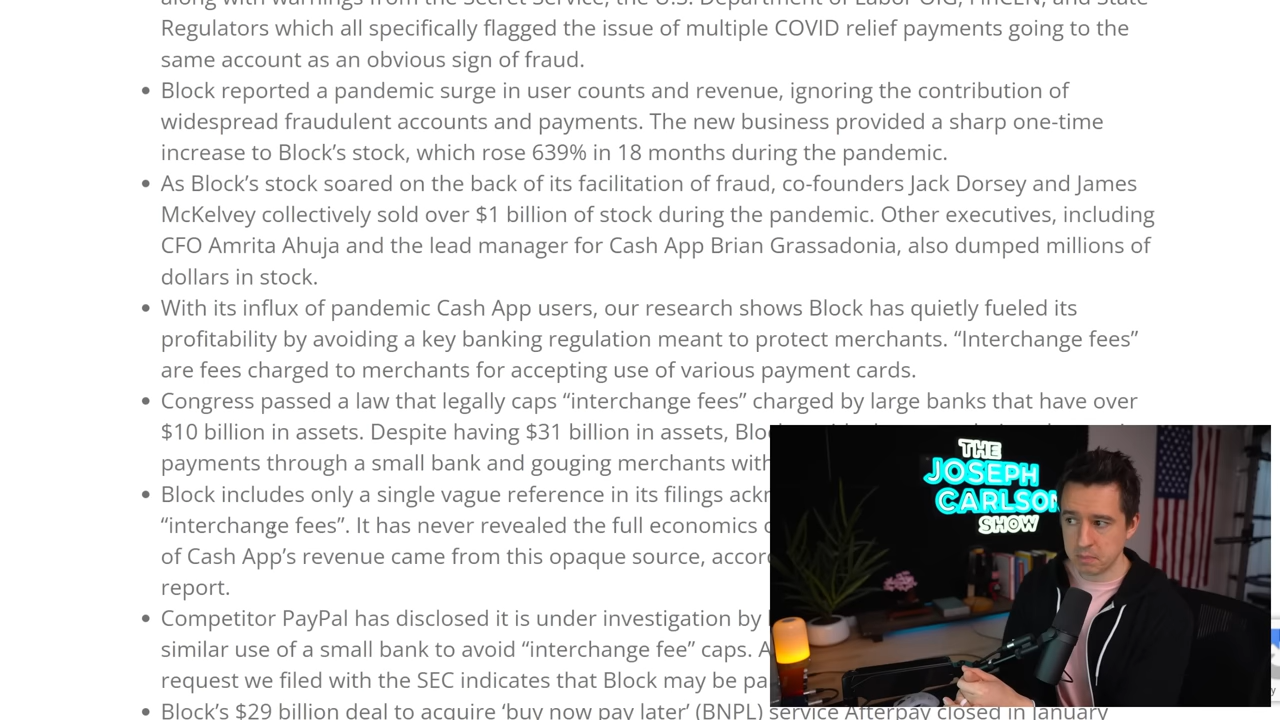 along with warnings from the Secret Service, the U.S. Department of Labor OIG, FinCEN, and State
Regulators which all specifically flagged the issue of multiple COVID relief payments going to the
same account as an obvious sign of fraud.
• Block reported a pandemic surge in user counts and revenue, ignoring the contribution of
widespread fraudulent accounts and payments. The new business provided a sharp one-time
increase to Block’s stock, which rose 639% in 18 months during the pandemic.
• As Block’s stock soared on the back of its facilitation of fraud, co-founders Jack Dorsey and James
McKelvey collectively sold over $1 billion of stock during the pandemic. Other executives, including
CFO Amrita Ahuja and the lead manager for Cash App Brian Grassadonia, also dumped millions of
dollars in stock.
• With its influx of pandemic Cash App users, our research shows Block has quietly fueled its
profitability by avoiding a key banking regulation meant to protect merchants. “Interchange fees”
are fees charged to merchants for accepting use of various payment cards.
• Congress passed a law that legally caps “interchange fees” charged by large banks that have over
$10 billion in assets. Despite having $31 billion in assets,
payments through a small bank and gouging merchants with
• Block includes only a single vague reference in its filings
“interchange fees”. It has never revealed the full economics
of Cash App’s revenue came from this opaque source,
report.
• Competitor PayPal has disclosed it is under investigation by
similar use of a small bank to avoid “interchange fee” caps.
request we filed with the SEC indicates that Block may be
• Block’s $29 billion deal to acquire ‘buy now pay later’ (BNPL) service Afterpay closed in January
THE
JOSEPH
CARLSON
SHOW